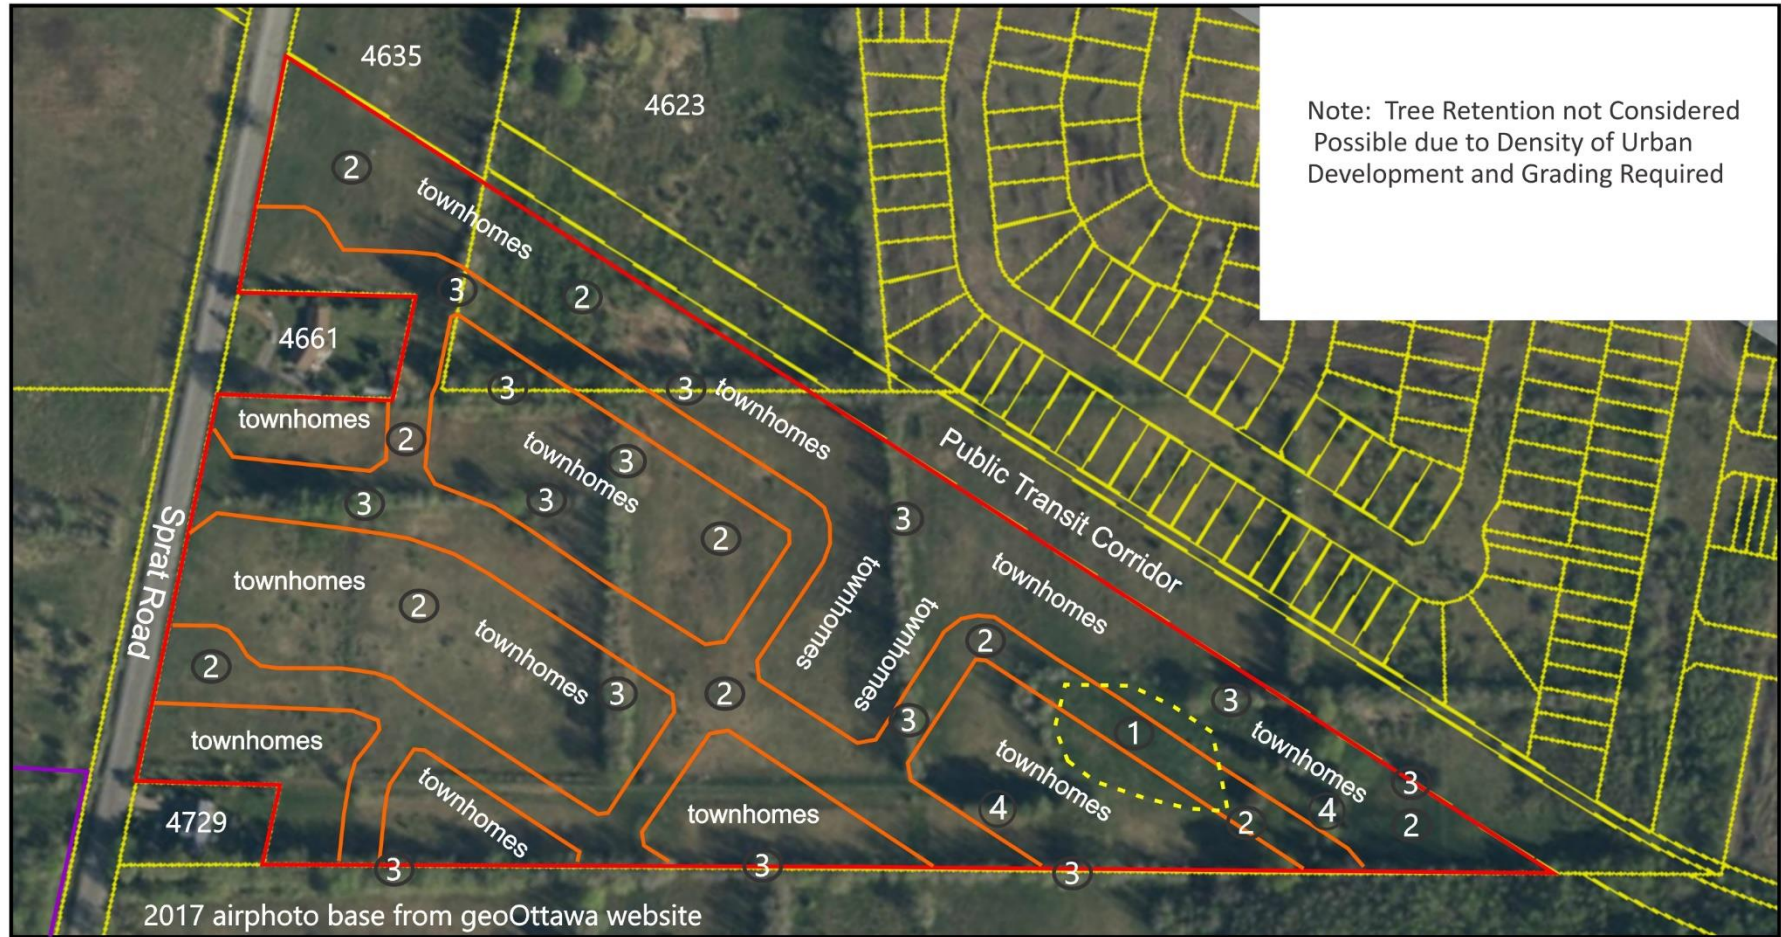 4635
4623
Note: Tree Retention not Considered
Possible due to Density of Urban
Development and Grading Required
2
townhomes
3
2
4661
3
3
townhomes
townhomes
2
townhomes
3
Public Transit Corridor
3
3
3
2
Sprat Road
townhomes
townhomes
2
townhomes
townhomes
townhomes
2
2
3
2
3
3
1
townhomes
townhomes
townhomes
3
4
4
2
2
townhomes
townhomes
4729
3
3
3
2017 airphoto base from geoOttawa website